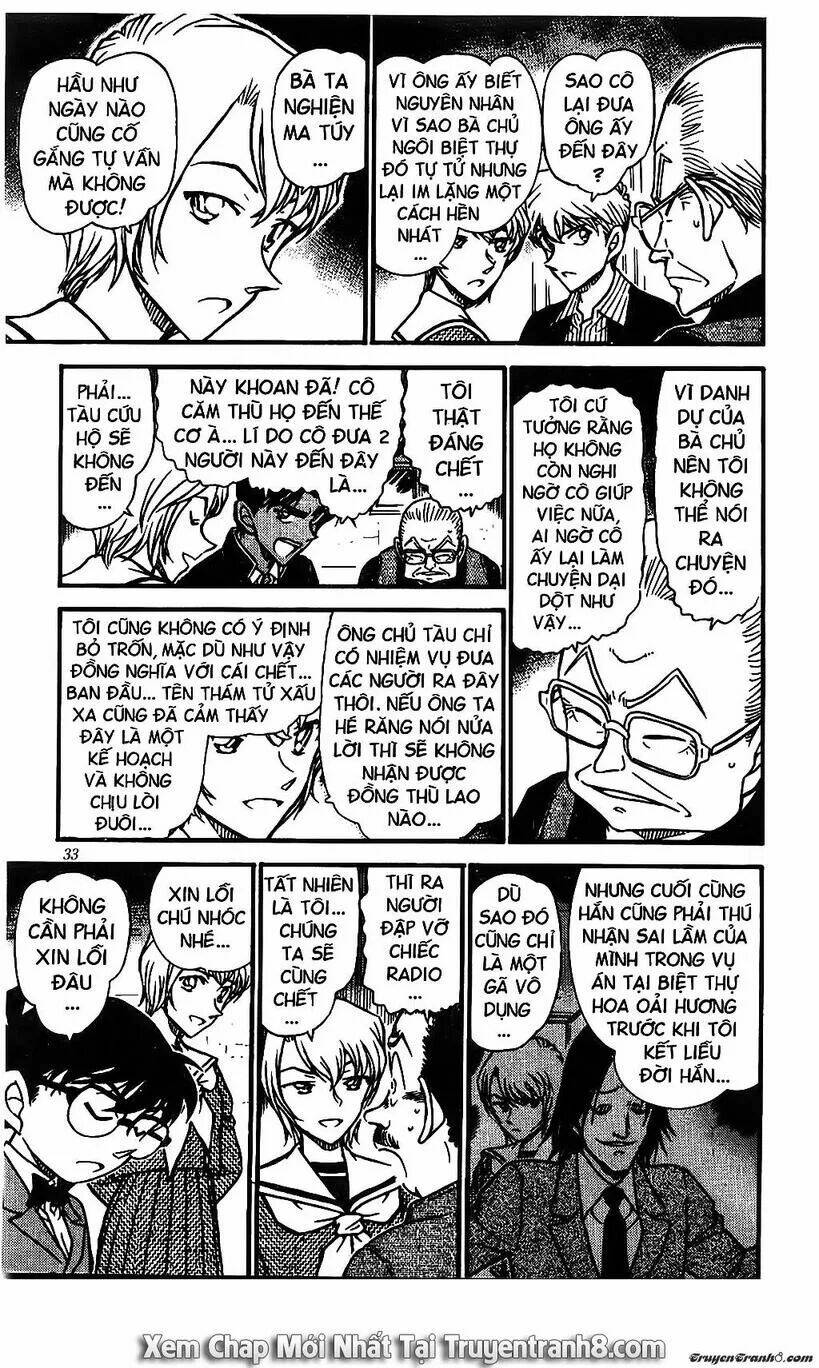 SAO CÔ
LẠI ĐƯA
ÔNG ẤY
ĐẾN ĐÂY
?
VÌ ÔNG ẤY BIẾT
NGUYÊN NHÂN
VÌ SAO BÀ CHỦ
NGÔI BIỆT THỰ
ĐÓ TỰ TỬ NHƯNG
LẠI IM LẶNG MỘT
CÁCH HÈN
NHÁT ...
BÀ TA
NGHIỆN
MA TÚY
...
HẦU NHƯ
NGÀY NÀO
CŨNG CỐ
GẮNG TỰ VẪN
MÀ KHÔNG
ĐƯỢC!
VÌ DANH
DỰ CỦA
BÀ CHỦ
NÊN TÔI
KHÔNG
THỂ NÓI
RA
CHUYỆN
ĐÓ...
TÔI CỨ
TƯỞNG RẰNG
HỌ KHÔNG
CÒN NGHI
NGỜ CÔ GIÚP
VIỆC NỮA,
AI NGỜ CÔ
ẤY LẠI LÀM
CHUYỆN DẠI
DỘT NHƯ
VẬY...
TÔI
THẬT
ĐÁNG
CHẾT
...
NÀY KHOAN ĐÃ! CÔ
CĂM THÙ HỌ ĐẾN THẾ
CƠ À... LÍ DO CÔ ĐƯA 2
NGƯỜI NÀY ĐẾN ĐÂY
LÀ...
PHẢI...
TÀU CỨU
HỘ SẼ
KHÔNG
ĐẾN
...
ÔNG CHỦ TÀU CHỈ
CÓ NHIỆM VỤ ĐƯA
CÁC NGƯỜI RA ĐÂY
THÔI. NẾU ÔNG TA
HÉ RĂNG NÓI NỬA
LỜI THÌ SẼ KHÔNG
NHẬN ĐƯỢC
ĐỒNG THÙ LAO
NÀO...
TÔI CŨNG KHÔNG CÓ Ý ĐỊNH
BỎ TRỐN, MẶC DÙ NHƯ VẬY
ĐỒNG NGHĨA VỚI CÁI CHẾT...
BAN ĐẦU... TÊN THÁM TỬ XẤU
XA CŨNG ĐÃ CẢM THẤY
ĐÂY LÀ MỘT
KẾ HOẠCH
VÀ KHÔNG
CHỊU LÒI
ĐUÔI...
33
NHƯNG CUỐI CÙNG
HẮN CŨNG PHẢI THÚ
NHẬN SAI LẦM CỦA
MÌNH TRONG VỤ
ÁN TẠI BIỆT THỰ
HOA OẢI HƯƠNG
TRƯỚC KHI TÔI
KẾT LIỄU
ĐỜI HẮN...
DÙ
SAO ĐÓ
CŨNG CHỈ
LÀ MỘT
GÃ VÔ
DỤNG
...
THÌ RA
NGƯỜI
ĐẬP VỠ
CHIẾC
RADIO
...
TẤT NHIÊN
LÀ TÔI...
CHÚNG
TA SẼ
CÙNG
CHẾT
...
XIN LỖI
CHÚ NHÓC
NHÉ...
KHÔNG
CẦN PHẢI
XIN LỖI
ĐÂU
...
Xem Chap Mới Nhất Tại Truyentranh8.com
TruyenTranh8.com